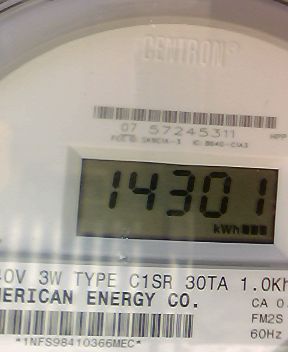 CENTRON®
07 57245311
14301
kWh
40V 3W TYPE C1SR 30TA 1.0Kh
MERICAN ENERGY CO.
CA 0.
FM2S
60Hz
*1NFS98410366MEC*